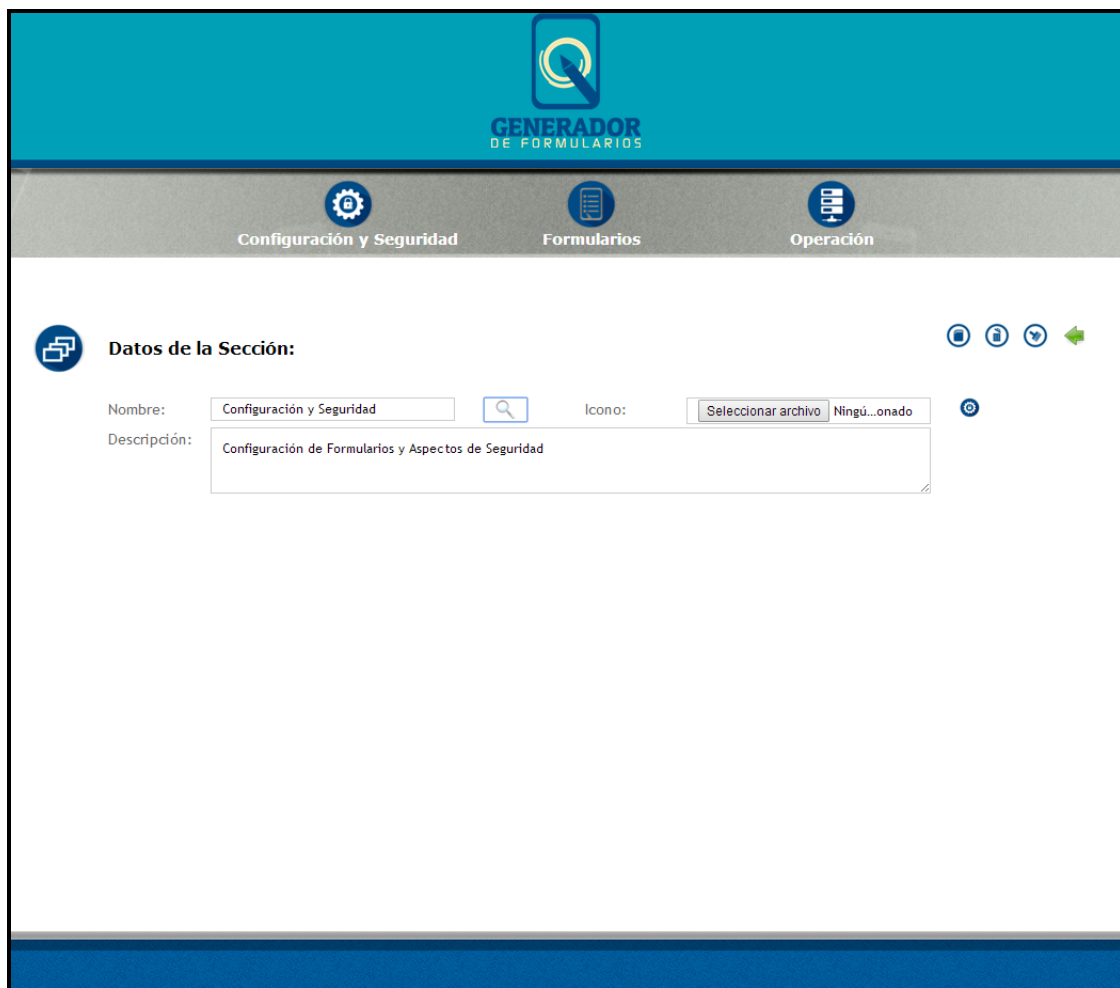 GENERADOR
DE FORMULARIOS
Configuración y Seguridad
Formularios
Operación
Datos de la Sección:
Nombre:
Configuración y Seguridad
Icono:
Seleccionar archivo
Ningú...onado
Descripción:
Configuración de Formularios y Aspectos de Seguridad